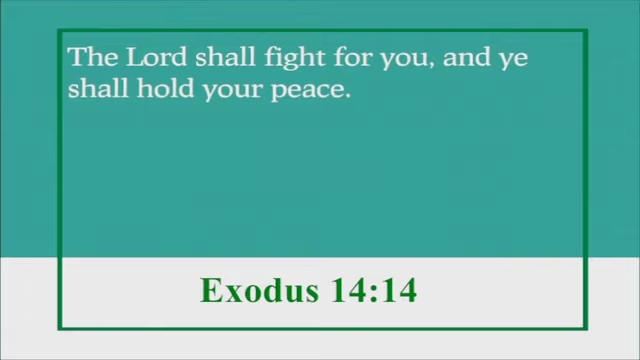 The Lord shall fight for you, and ye
shall hold your peace.
Exodus 14:14